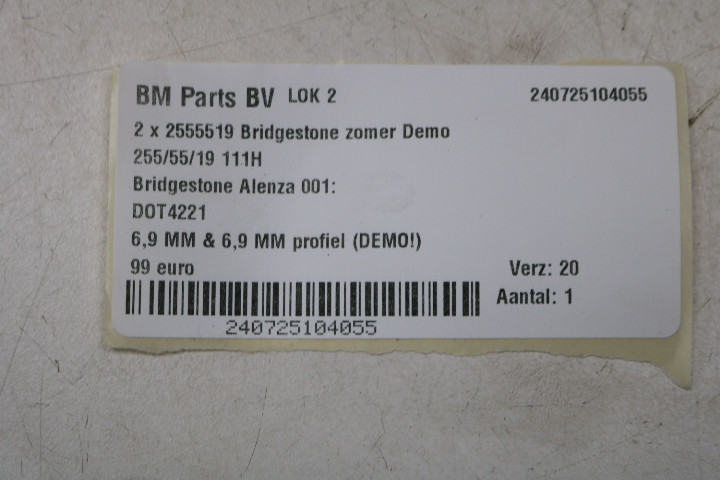 BM Parts BV LOK 2 240725104055
2 x 2555519 Bridgestone zomer Demo
255/55/19 111H
Bridgestone Alenza 001:
DOT4221
6,9 MM & 6,9 MM profiel (DEMO!)
99 euro Verz: 20
Aantal: 1
240725104055